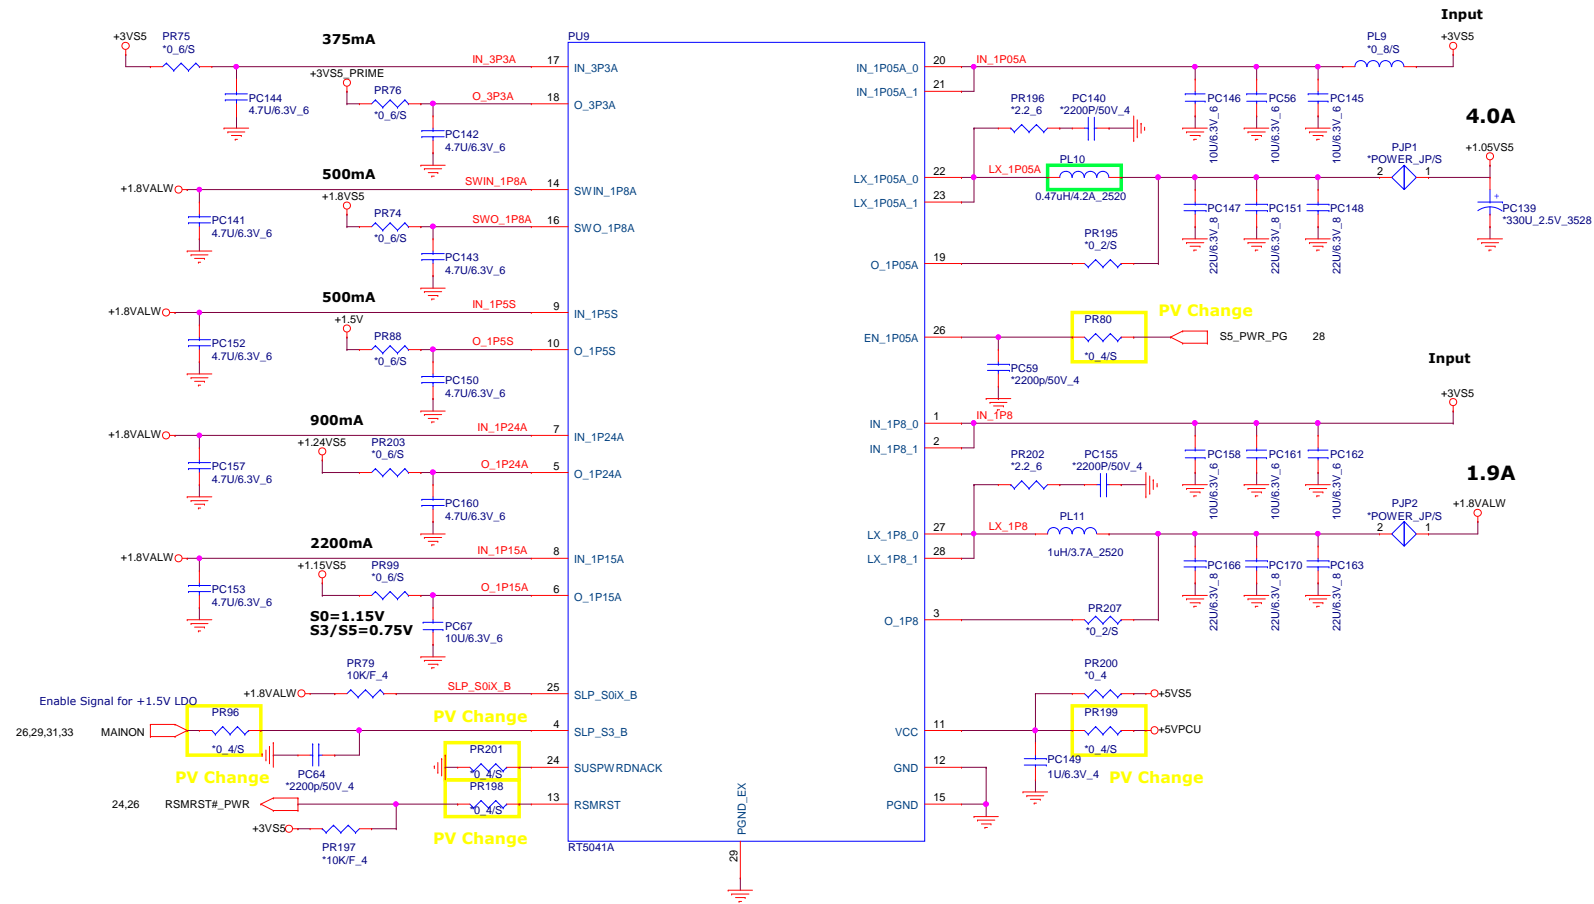 +3VS5
PR75
*0_6/S
375mA
PC144
4.7U/6.3V_6
+3VS5_PRIME
PR76
*0_6/S
PC142
4.7U/6.3V_6
IN_3P3A
17
IN_3P3A
O_3P3A
18
O_3P3A
+1.8VALW
500mA
PC141
4.7U/6.3V_6
+1.8VS5
PR74
*0_6/S
PC143
4.7U/6.3V_6
SWIN_1P8A
14
SWIN_1P8A
SWO_1P8A
16
SWO_1P8A
+1.8VALW
500mA
PC152
4.7U/6.3V_6
+1.5V
PR88
*0_6/S
PC150
4.7U/6.3V_6
IN_1P5S
9
IN_1P5S
O_1P5S
10
O_1P5S
+1.8VALW
900mA
PC157
4.7U/6.3V_6
+1.24VS5
PR203
*0_6/S
PC160
4.7U/6.3V_6
IN_1P24A
7
IN_1P24A
O_1P24A
5
O_1P24A
+1.8VALW
2200mA
PC153
4.7U/6.3V_6
+1.15VS5
PR99
*0_6/S
PC67
10U/6.3V_6
S0=1.15V
S3/S5=0.75V
IN_1P15A
8
IN_1P15A
O_1P15A
6
O_1P15A
PR79
10K/F_4
+1.8VALW
SLP_S0iX_B
25
SLP_S0iX_B
Enable Signal for +1.5V LDO
26,29,31,33
MAINON
PR96
*0_4/S
PV Change
PC64
*2200p/50V_4
PV Change
4
SLP_S3_B
PR201
*0_4/S
24
SUSPWRDNACK
PR198
*0_4/S
13
RSMRST
PV Change
24,26
RSMRST#_PWR
+3VS5
PR197
*10K/F_4
PU9
RT5041A
PGND_EX
29
IN_1P05A_0
20
IN_1P05A
IN_1P05A_1
21
PR196
*2.2_6
PC140
*2200P/50V_4
PC146
10U/6.3V_6
PC56
10U/6.3V_6
PC145
10U/6.3V_6
PL9
*0_8/S
Input
+3VS5
4.0A
LX_1P05A_0
22
LX_1P05A
LX_1P05A_1
23
PL10
0.47uH/4.2A_2520
PC147
22U/6.3V_8
PC151
22U/6.3V_8
PC148
22U/6.3V_8
PJP1
*POWER_JP/S
2
1
+1.05VS5
+
PC139
*330U_2.5V_3528
O_1P05A
19
PR195
*0_2/S
PV Change
EN_1P05A
26
PR80
*0_4/S
S5_PWR_PG
28
PC59
*2200p/50V_4
Input
+3VS5
IN_1P8_0
1
IN_1P8
IN_1P8_1
2
PR202
*2.2_6
PC155
*2200P/50V_4
PC158
10U/6.3V_6
PC161
10U/6.3V_6
PC162
10U/6.3V_6
1.9A
LX_1P8_0
27
LX_1P8
LX_1P8_1
28
PL11
1uH/3.7A_2520
PC166
22U/6.3V_8
PC170
22U/6.3V_8
PC163
22U/6.3V_8
PJP2
*POWER_JP/S
2
1
+1.8VALW
O_1P8
3
PR207
*0_2/S
PR200
*0_4
+5VS5
VCC
11
PR199
*0_4/S
+5VPCU
PC149
1U/6.3V_4
PV Change
GND
12
PGND
15